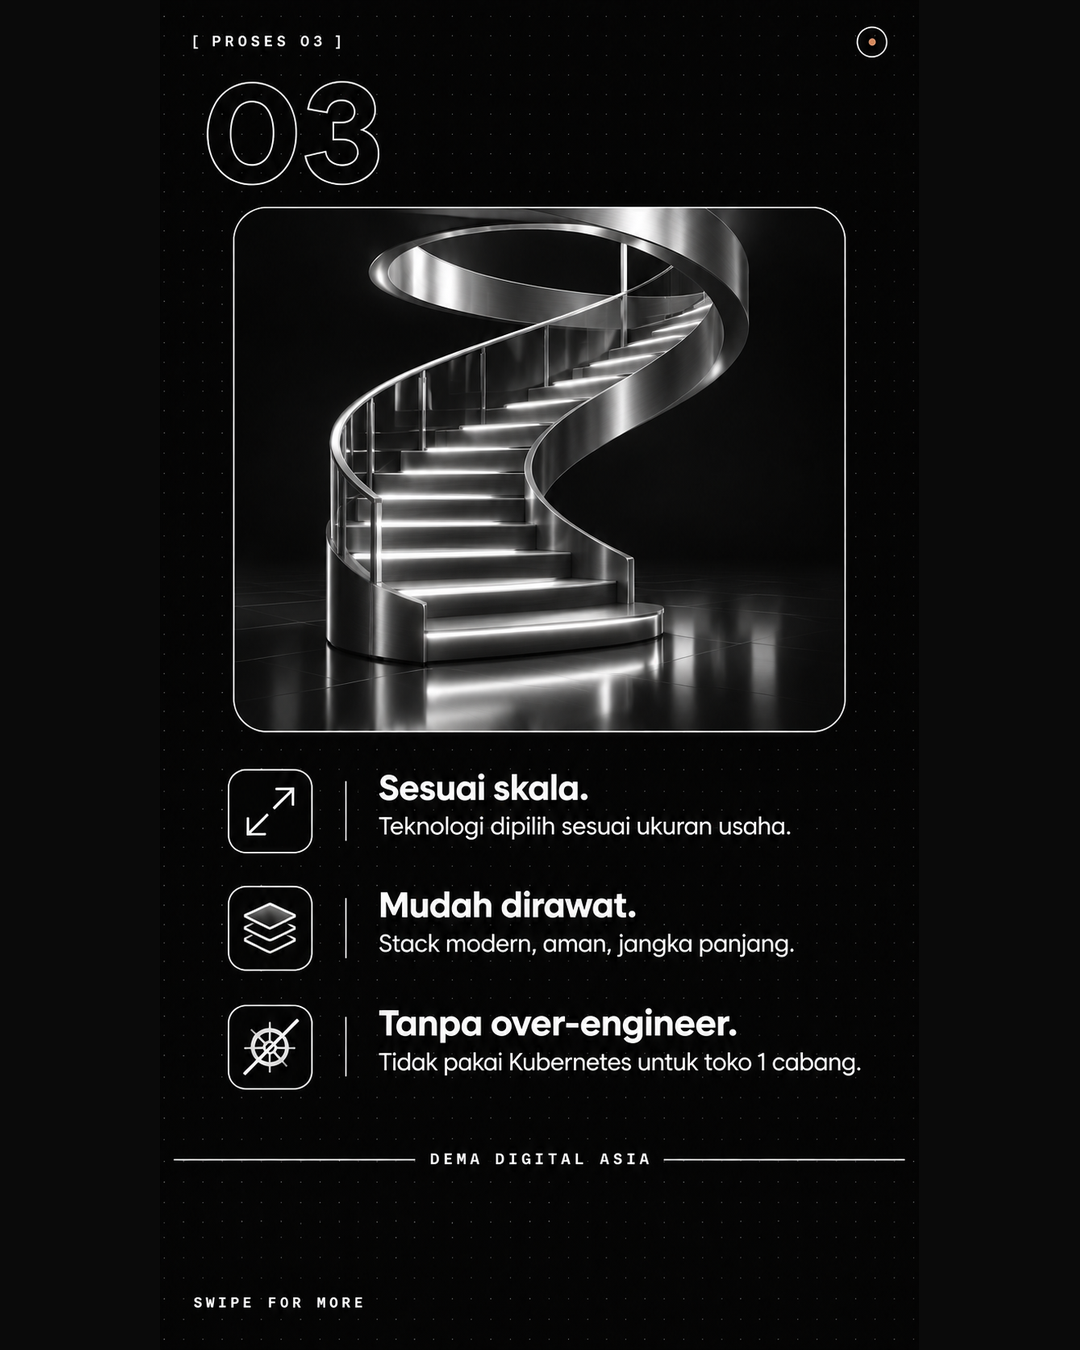 [ PROSES 03 ]
03
Sesuai skala.
Teknologi dipilih sesuai ukuran usaha.
Mudah dirawat.
Stack modern, aman, jangka panjang.
Tanpa over-engineer.
Tidak pakai Kubernetes untuk toko 1 cabang.
DEMA DIGITAL ASIA
SWIPE FOR MORE